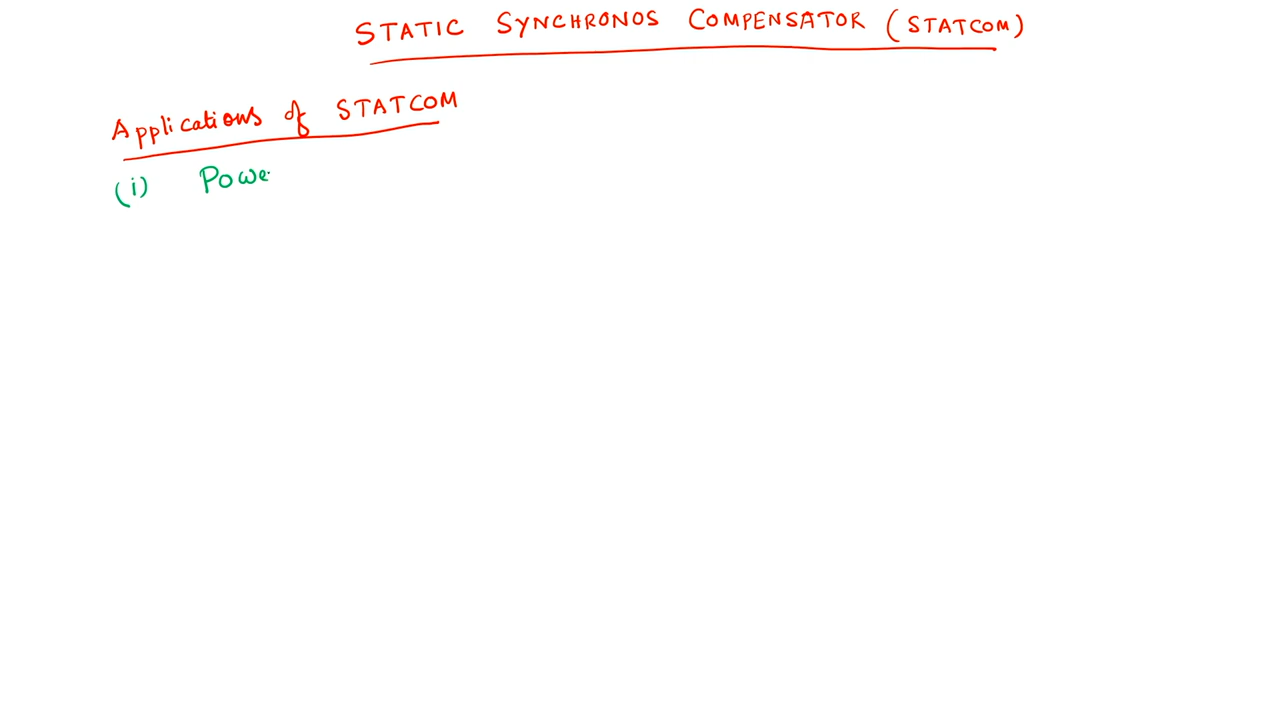 STATIC SYNCHRONOS COMPENSATOR (STATCOM)
Applications of STATCOM
(i) Powe